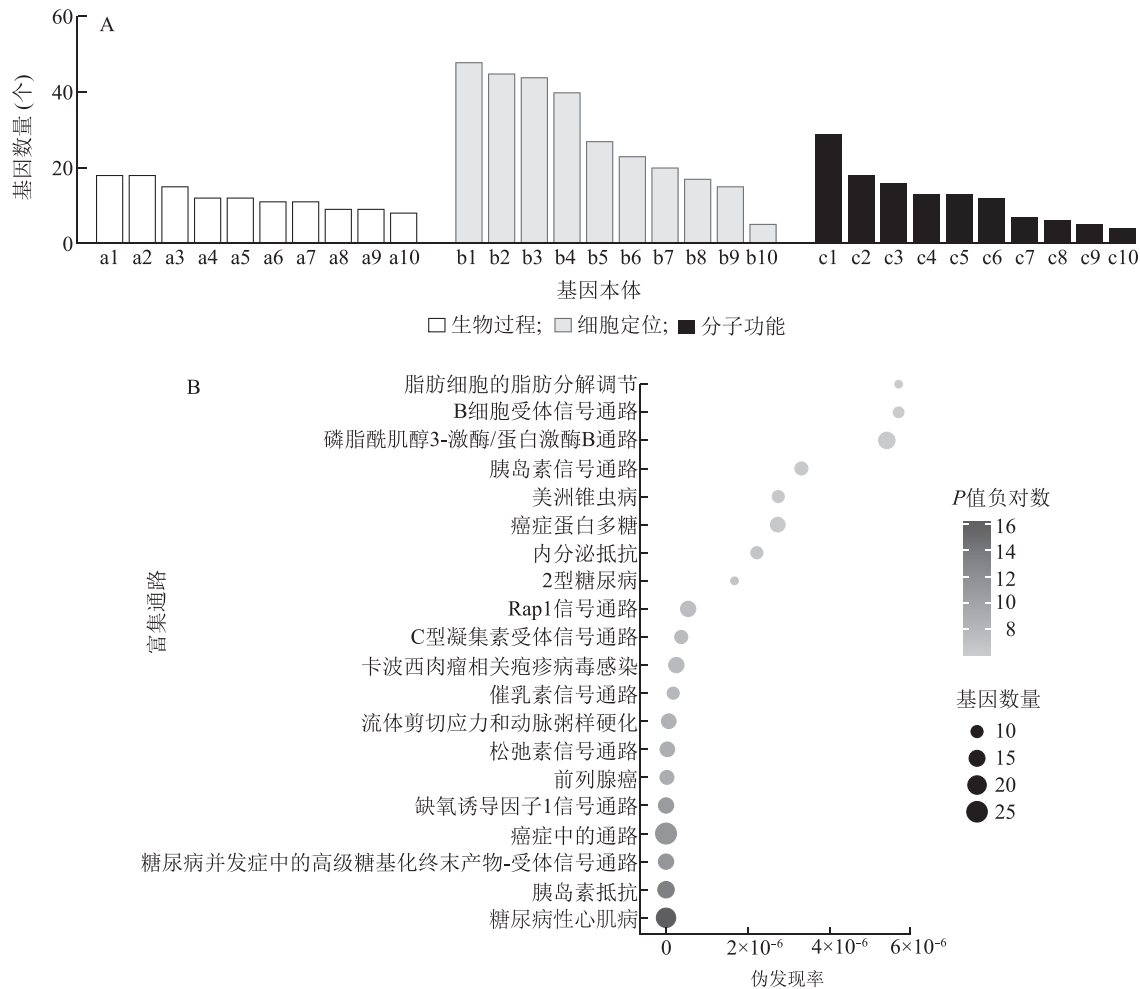 A
60
40
20
0
基因数量 (个)
a1 a2 a3 a4 a5 a6 a7 a8 a9 a10 b1 b2 b3 b4 b5 b6 b7 b8 b9 b10 c1 c2 c3 c4 c5 c6 c7 c8 c9 c10
基因本体
生物过程; 细胞定位; 分子功能
B
富集通路
脂肪细胞的脂肪分解调节
B细胞受体信号通路
磷脂酰肌醇3-激酶/蛋白激酶B通路
胰岛素信号通路
美洲锥虫病
癌症蛋白多糖
内分泌抵抗
2型糖尿病
Rap1信号通路
C型凝集素受体信号通路
卡波西肉瘤相关疱疹病毒感染
催乳素信号通路
流体剪切应力和动脉粥样硬化
松弛素信号通路
前列腺癌
缺氧诱导因子1信号通路
癌症中的通路
糖尿病并发症中的高级糖基化终末产物-受体信号通路
胰岛素抵抗
糖尿病性心肌病
0 2×10⁻⁶ 4×10⁻⁶ 6×10⁻⁶
伪发现率
P值负对数
16
14
12
10
8
基因数量
10
15
20
25